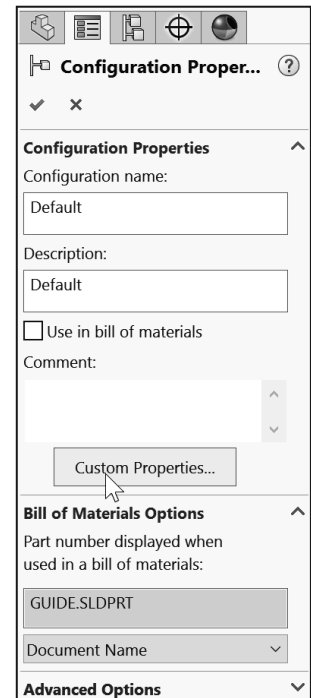 Configuration Proper...
?
Configuration Properties
Configuration name:
Default
Description:
Default
Use in bill of materials
Comment:
Custom Properties...
Bill of Materials Options
Part number displayed when
used in a bill of materials:
GUIDE.SLDPRT
Document Name
Advanced Options